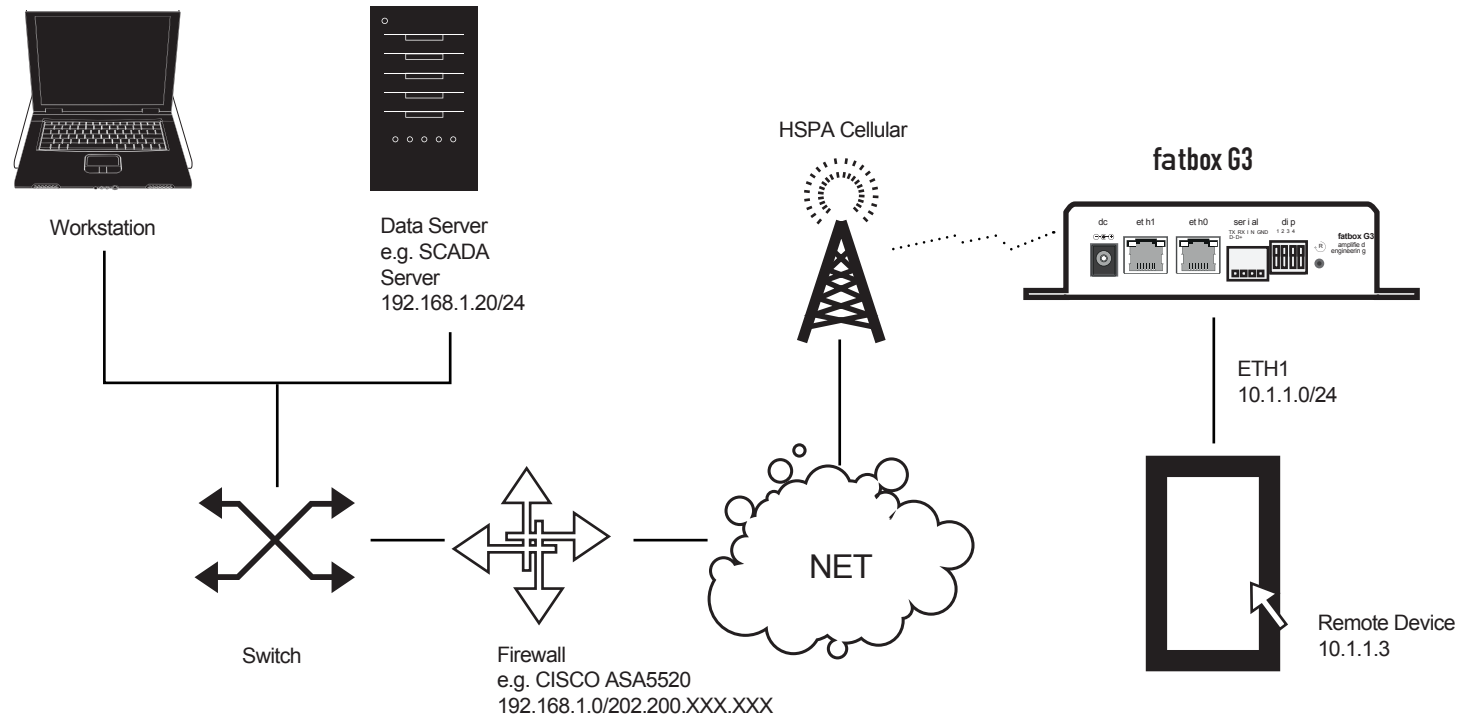 HSPA Cellular
fatbox G3
Workstation
Data Server
e.g. SCADA
Server
192.168.1.20/24
dc
et h1
et h0
ser i al
di p
TX RX I N GND
D- D+
1 2 3 4
R
fatbox G3
amplifie d
engineerin g
ETH1
10.1.1.0/24
NET
Switch
Firewall
e.g. CISCO ASA5520
192.168.1.0/202.200.XXX.XXX
Remote Device
10.1.1.3